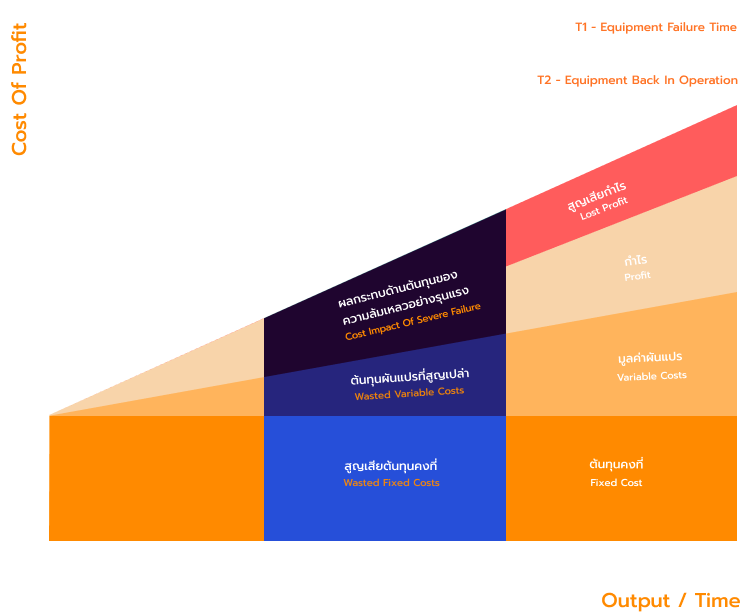 Cost Of Profit
T1 - Equipment Failure Time
T2 - Equipment Back In Operation
สูญเสียกำไร
Lost Profit
ผลกระทบด้านต้นทุนของ
ความล้มเหลวอย่างรุนแรง
Cost Impact Of Severe Failure
กำไร
Profit
ต้นทุนผันแปรที่สูญเปล่า
Wasted Variable Costs
มูลค่าผันแปร
Variable Costs
สูญเสียต้นทุนคงที่
Wasted Fixed Costs
ต้นทุนคงที่
Fixed Cost
Output / Time